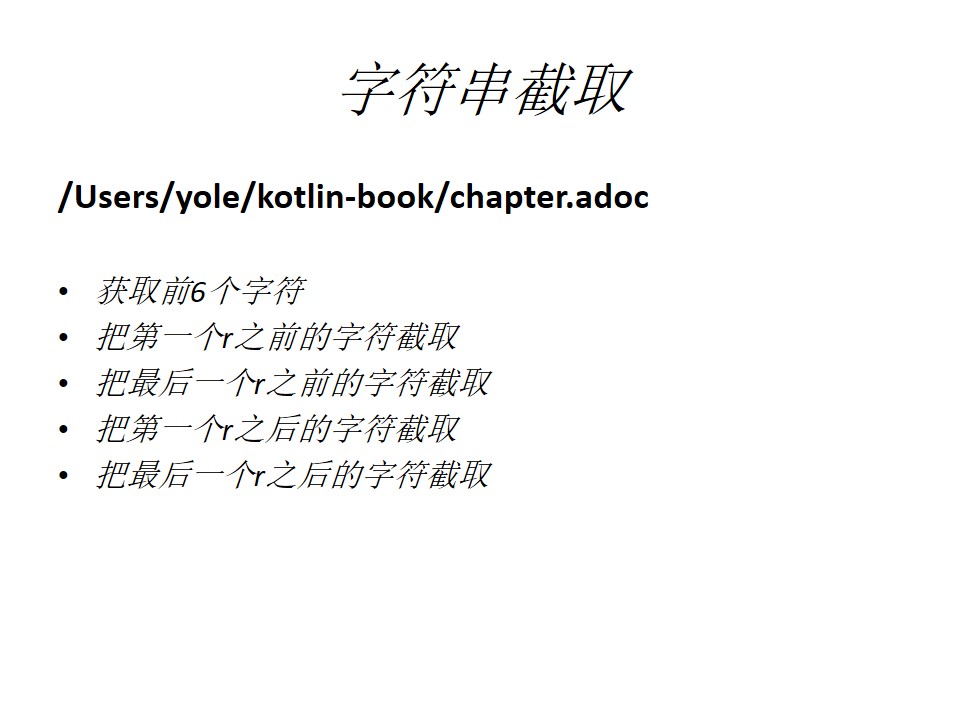 字符串截取
/Users/yole/kotlin-book/chapter.adoc
• 获取前6个字符
• 把第一个r之前的字符截取
• 把最后一个r之前的字符截取
• 把第一个r之后的字符截取
• 把最后一个r之后的字符截取